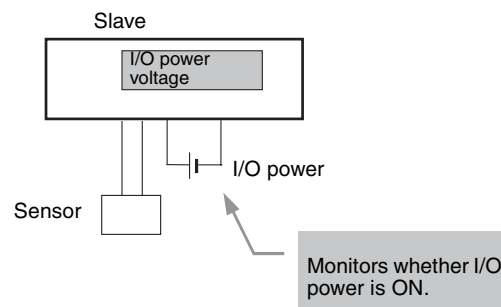 Slave
I/O power
voltage
I/O power
Sensor
Monitors whether I/O
power is ON.